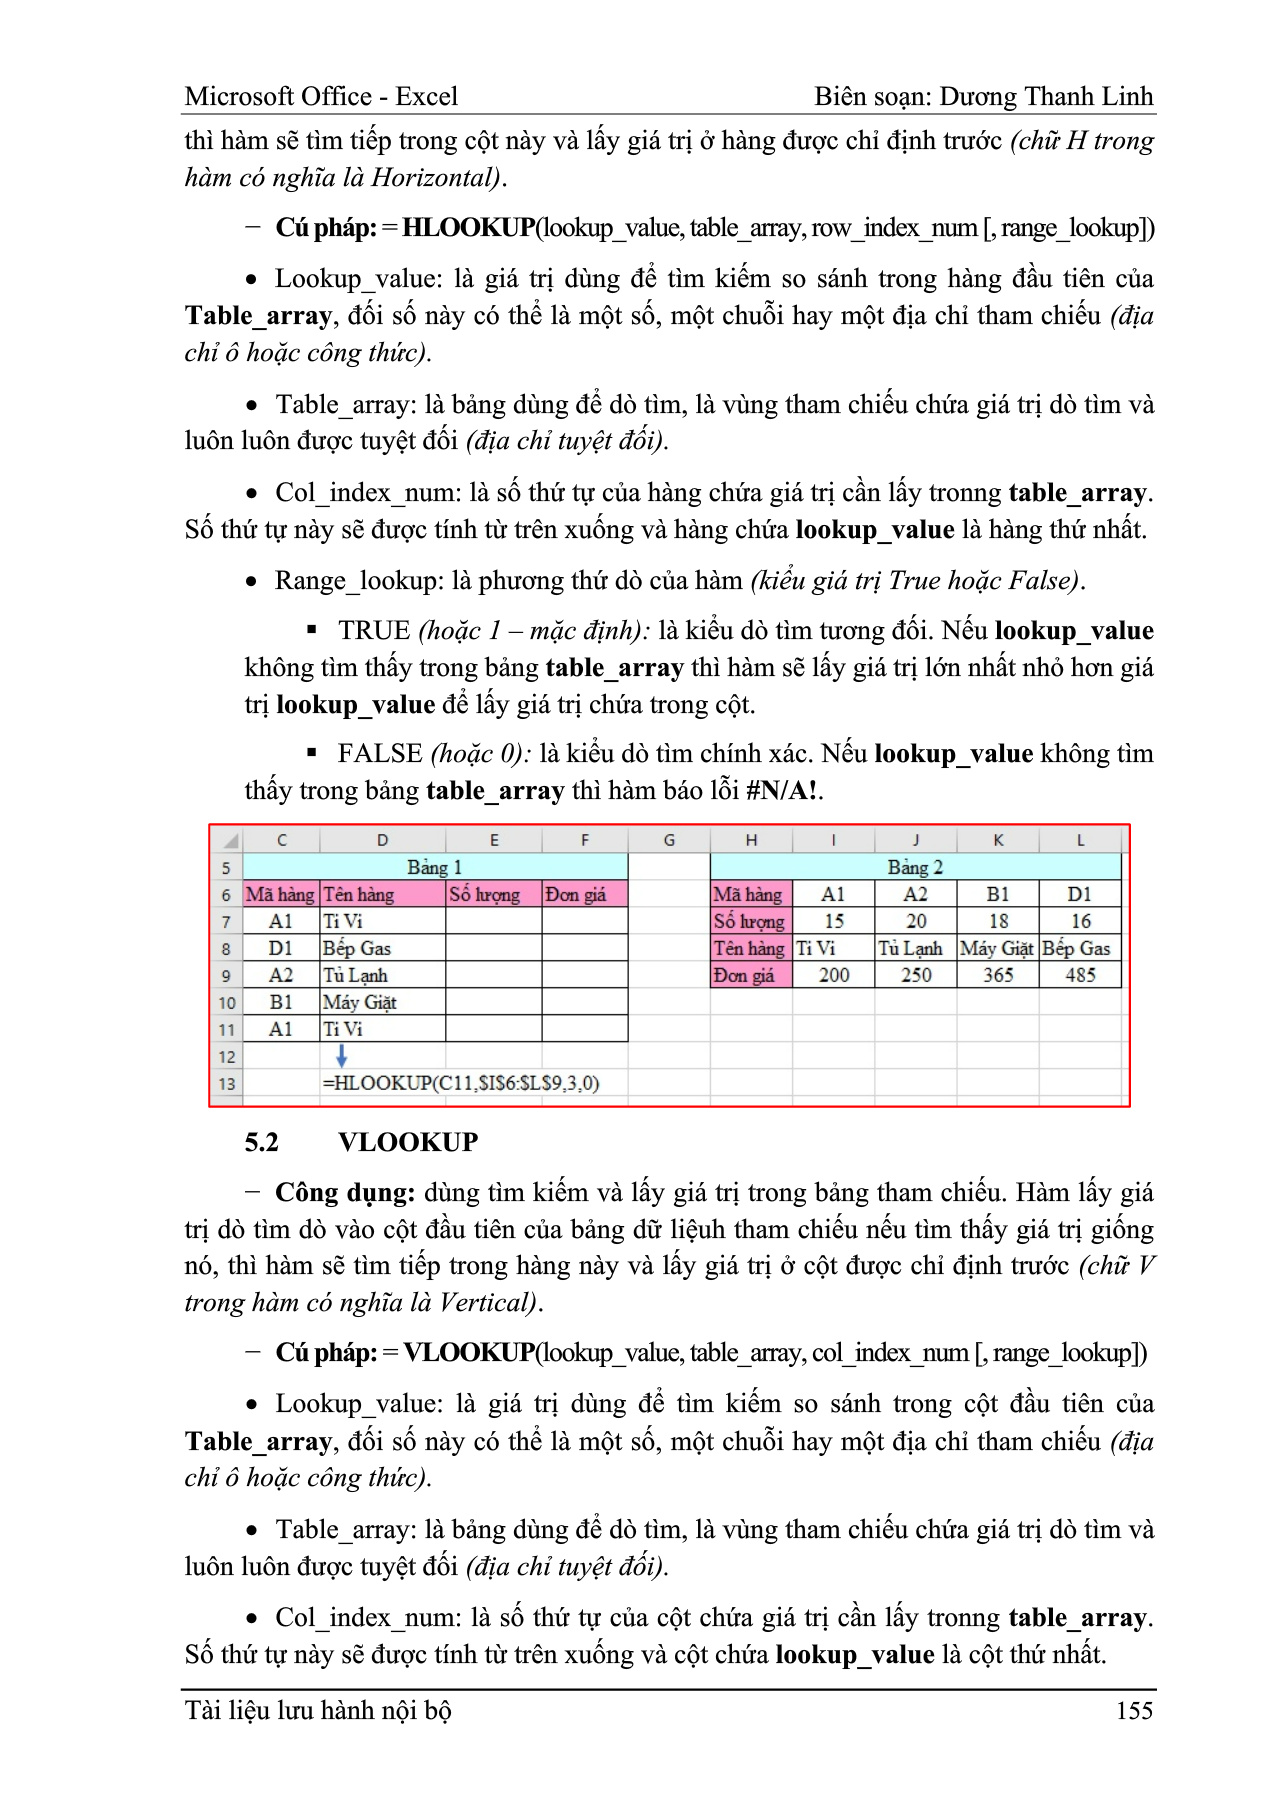 Microsoft Office - Excel Biên soạn: Dương Thanh Linh
thì hàm sẽ tìm tiếp trong cột này và lấy giá trị ở hàng được chỉ định trước (chữ H trong
hàm có nghĩa là Horizontal).
− Cú pháp: = HLOOKUP(lookup_value, table_array, row_index_num [, range_lookup])
• Lookup_value: là giá trị dùng để tìm kiếm so sánh trong hàng đầu tiên của
Table_array, đối số này có thể là một số, một chuỗi hay một địa chỉ tham chiếu (địa
chỉ ô hoặc công thức).
• Table_array: là bảng dùng để dò tìm, là vùng tham chiếu chứa giá trị dò tìm và
luôn luôn được tuyệt đối (địa chỉ tuyệt đối).
• Col_index_num: là số thứ tự của hàng chứa giá trị cần lấy tronng table_array.
Số thứ tự này sẽ được tính từ trên xuống và hàng chứa lookup_value là hàng thứ nhất.
• Range_lookup: là phương thứ dò của hàm (kiểu giá trị True hoặc False).
▪ TRUE (hoặc 1 – mặc định): là kiểu dò tìm tương đối. Nếu lookup_value
không tìm thấy trong bảng table_array thì hàm sẽ lấy giá trị lớn nhất nhỏ hơn giá
trị lookup_value để lấy giá trị chứa trong cột.
▪ FALSE (hoặc 0): là kiểu dò tìm chính xác. Nếu lookup_value không tìm
thấy trong bảng table_array thì hàm báo lỗi #N/A!.
C D E F G H I J K L
5 Bảng 1 Bảng 2
6 Mã hàng Tên hàng Số lượng Đơn giá Mã hàng A1 A2 B1 D1
7 A1 Ti Vi Số lượng 15 20 18 16
8 D1 Bếp Gas Tên hàng Ti Vi Tủ Lạnh Máy Giặt Bếp Gas
9 A2 Tủ Lạnh Đơn giá 200 250 365 485
10 B1 Máy Giặt
11 A1 Ti Vi
12
13 =HLOOKUP(C11,$I$6:$L$9,3,0)
5.2 VLOOKUP
− Công dụng: dùng tìm kiếm và lấy giá trị trong bảng tham chiếu. Hàm lấy giá
trị dò tìm dò vào cột đầu tiên của bảng dữ liệuh tham chiếu nếu tìm thấy giá trị giống
nó, thì hàm sẽ tìm tiếp trong hàng này và lấy giá trị ở cột được chỉ định trước (chữ V
trong hàm có nghĩa là Vertical).
− Cú pháp: = VLOOKUP(lookup_value, table_array, col_index_num [, range_lookup])
• Lookup_value: là giá trị dùng để tìm kiếm so sánh trong cột đầu tiên của
Table_array, đối số này có thể là một số, một chuỗi hay một địa chỉ tham chiếu (địa
chỉ ô hoặc công thức).
• Table_array: là bảng dùng để dò tìm, là vùng tham chiếu chứa giá trị dò tìm và
luôn luôn được tuyệt đối (địa chỉ tuyệt đối).
• Col_index_num: là số thứ tự của cột chứa giá trị cần lấy tronng table_array.
Số thứ tự này sẽ được tính từ trên xuống và cột chứa lookup_value là cột thứ nhất.
Tài liệu lưu hành nội bộ 155